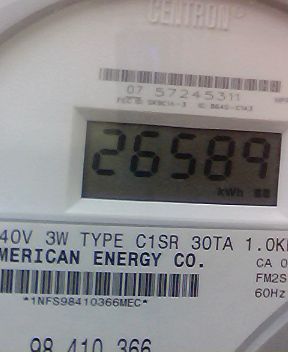 CENTRON
07 57245311
26589
kWh
40V 3W TYPE C1SR 30TA 1.0K
MERICAN ENERGY CO.
CA 0
FM2S
60Hz
*1NFS98410366MEC*
98 410 366